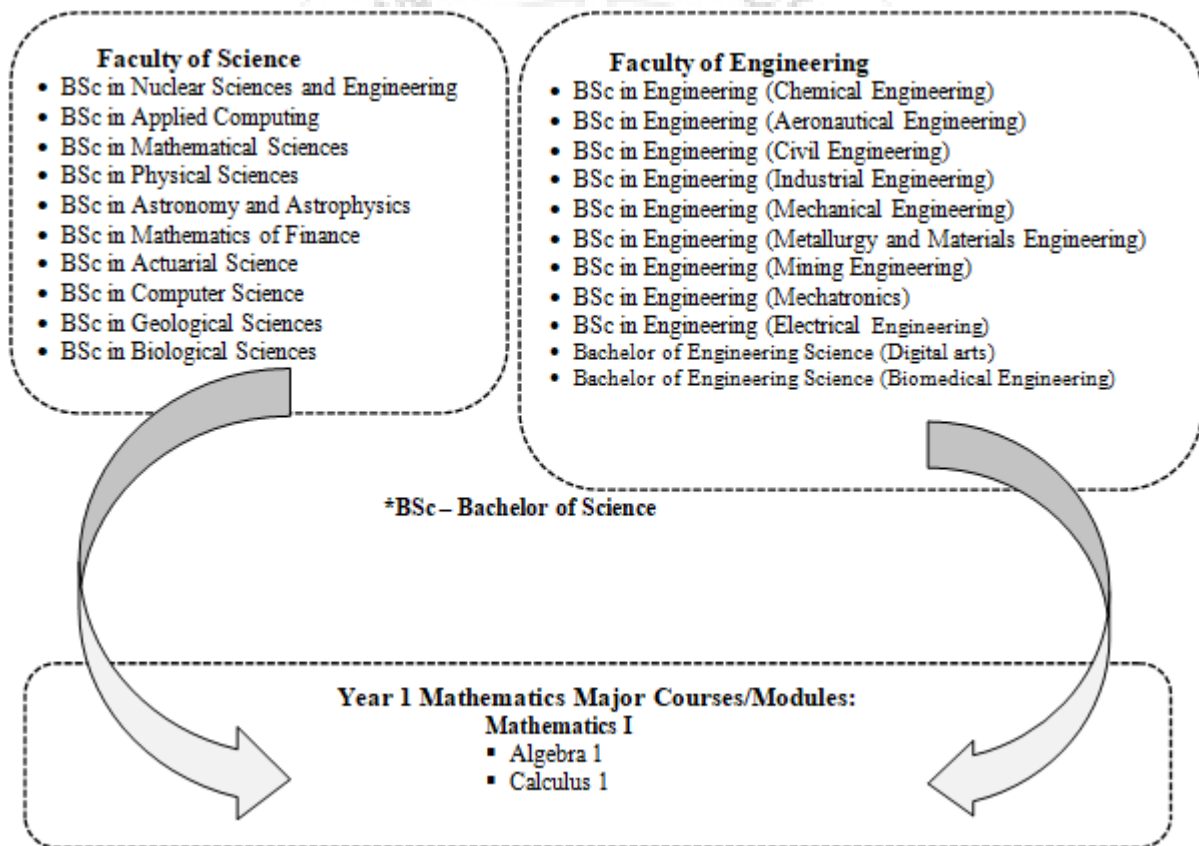 Faculty of Science
• BSc in Nuclear Sciences and Engineering
• BSc in Applied Computing
• BSc in Mathematical Sciences
• BSc in Physical Sciences
• BSc in Astronomy and Astrophysics
• BSc in Mathematics of Finance
• BSc in Actuarial Science
• BSc in Computer Science
• BSc in Geological Sciences
• BSc in Biological Sciences
Faculty of Engineering
• BSc in Engineering (Chemical Engineering)
• BSc in Engineering (Aeronautical Engineering)
• BSc in Engineering (Civil Engineering)
• BSc in Engineering (Industrial Engineering)
• BSc in Engineering (Mechanical Engineering)
• BSc in Engineering (Metallurgy and Materials Engineering)
• BSc in Engineering (Mining Engineering)
• BSc in Engineering (Mechatronics)
• BSc in Engineering (Electrical Engineering)
• Bachelor of Engineering Science (Digital arts)
• Bachelor of Engineering Science (Biomedical Engineering)
*BSc – Bachelor of Science
Year 1 Mathematics Major Courses/Modules:
Mathematics I
▪ Algebra 1
▪ Calculus 1